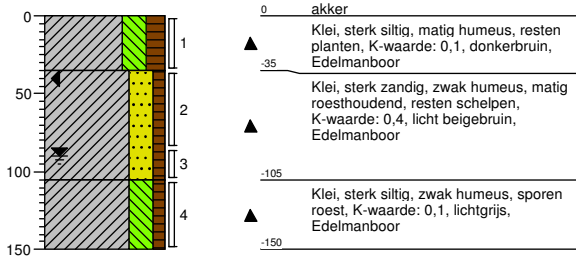 0
50
100
150
1
2
3
4
0 akker
Klei, sterk siltig, matig humeus, resten
planten, K-waarde: 0,1, donkerbruin,
Edelmanboor
-35
Klei, sterk zandig, zwak humeus, matig
roesthoudend, resten schelpen,
K-waarde: 0,4, licht beigebruin,
Edelmanboor
-105
Klei, sterk siltig, zwak humeus, sporen
roest, K-waarde: 0,1, lichtgrijs,
Edelmanboor
-150